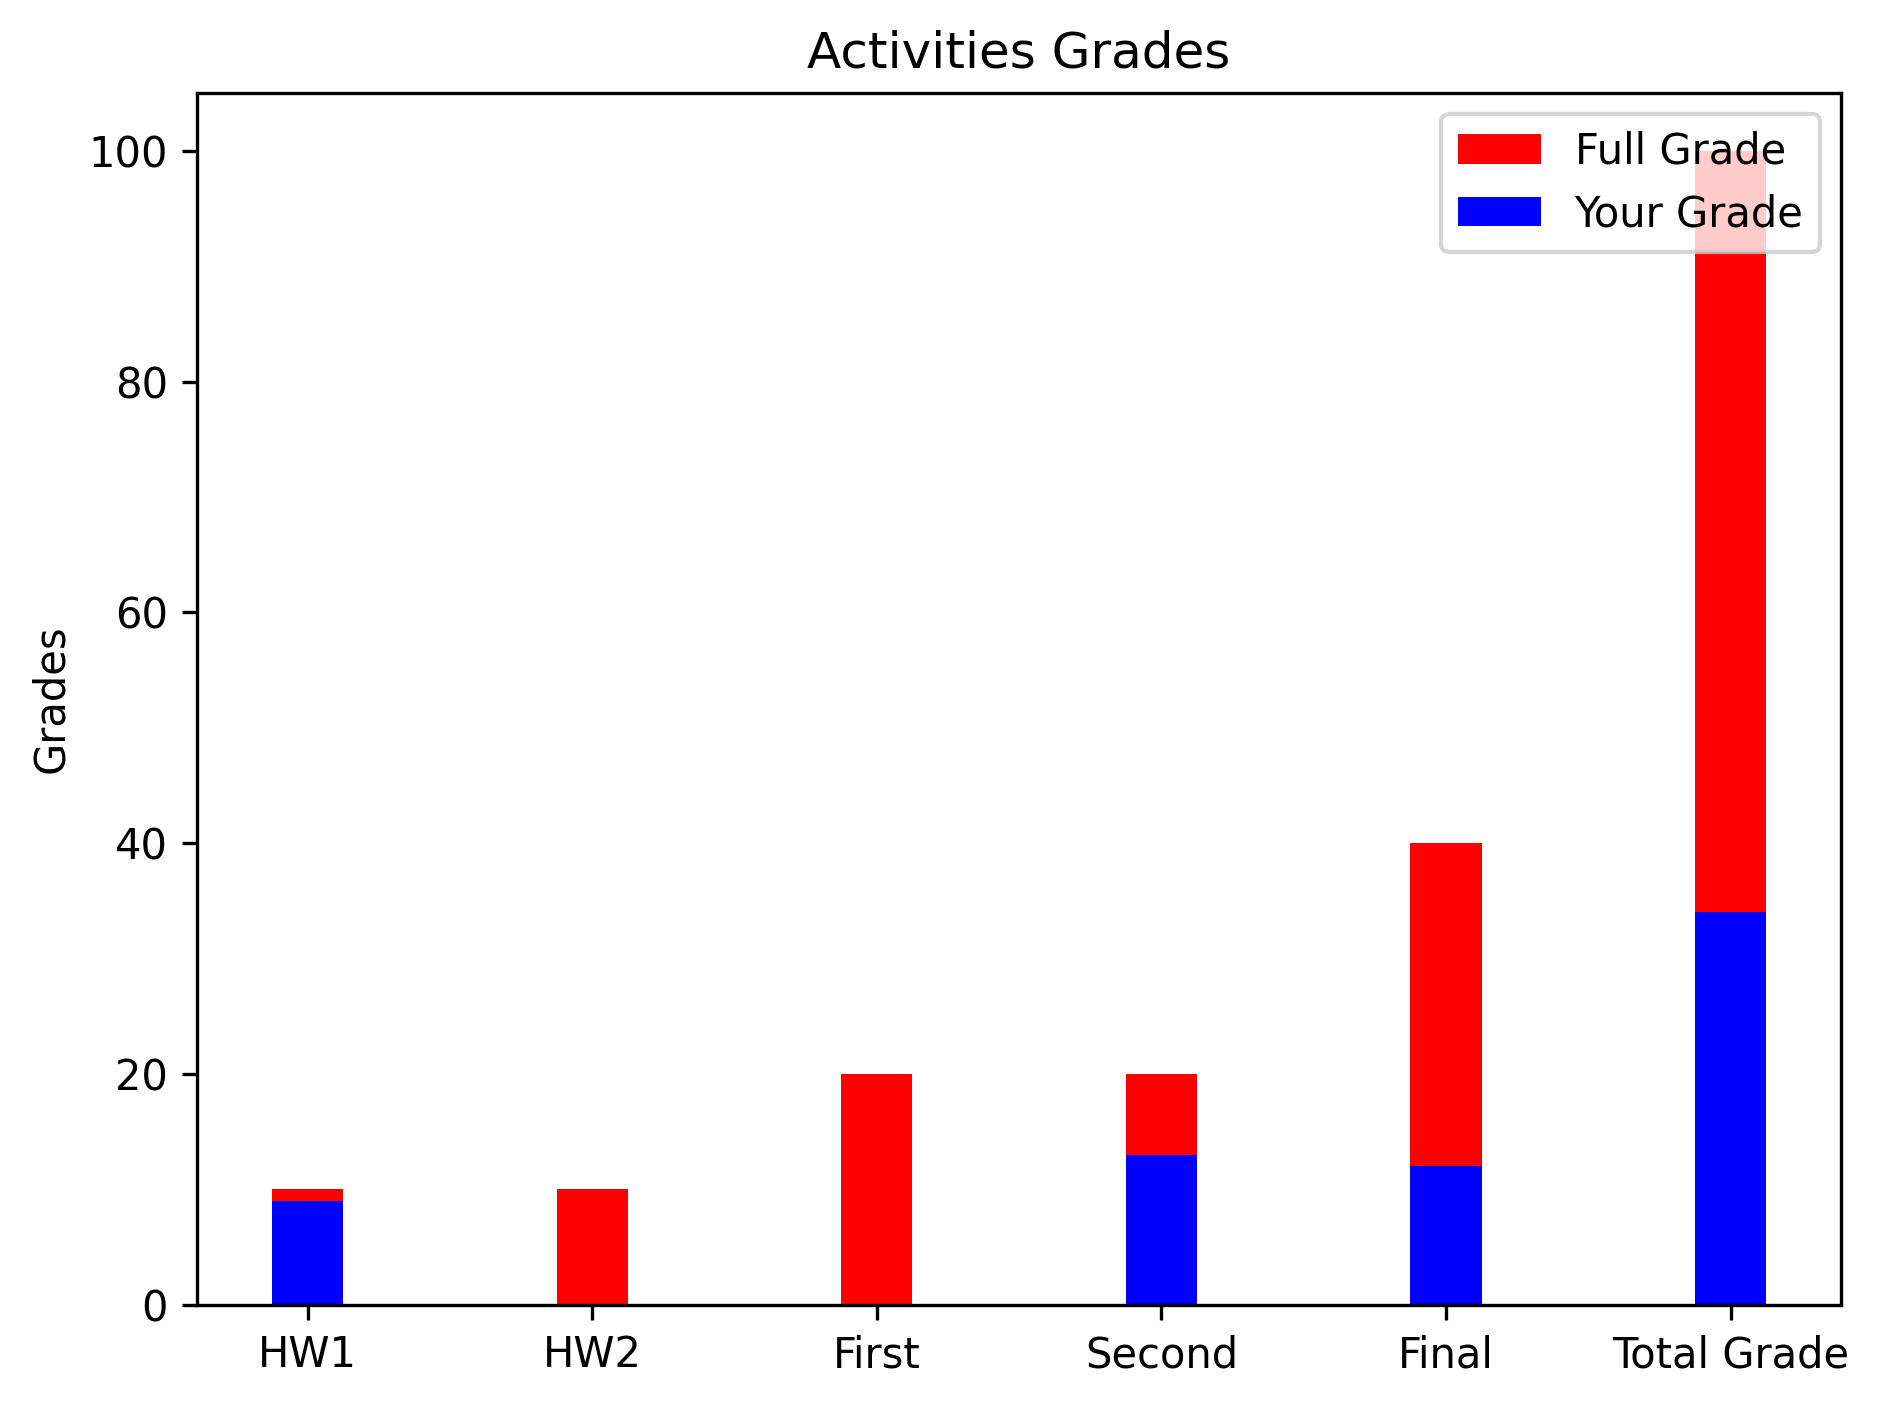 Activities Grades
Full Grade
Your Grade
100
80
60
40
20
0
Grades
HW1 HW2 First Second Final Total Grade